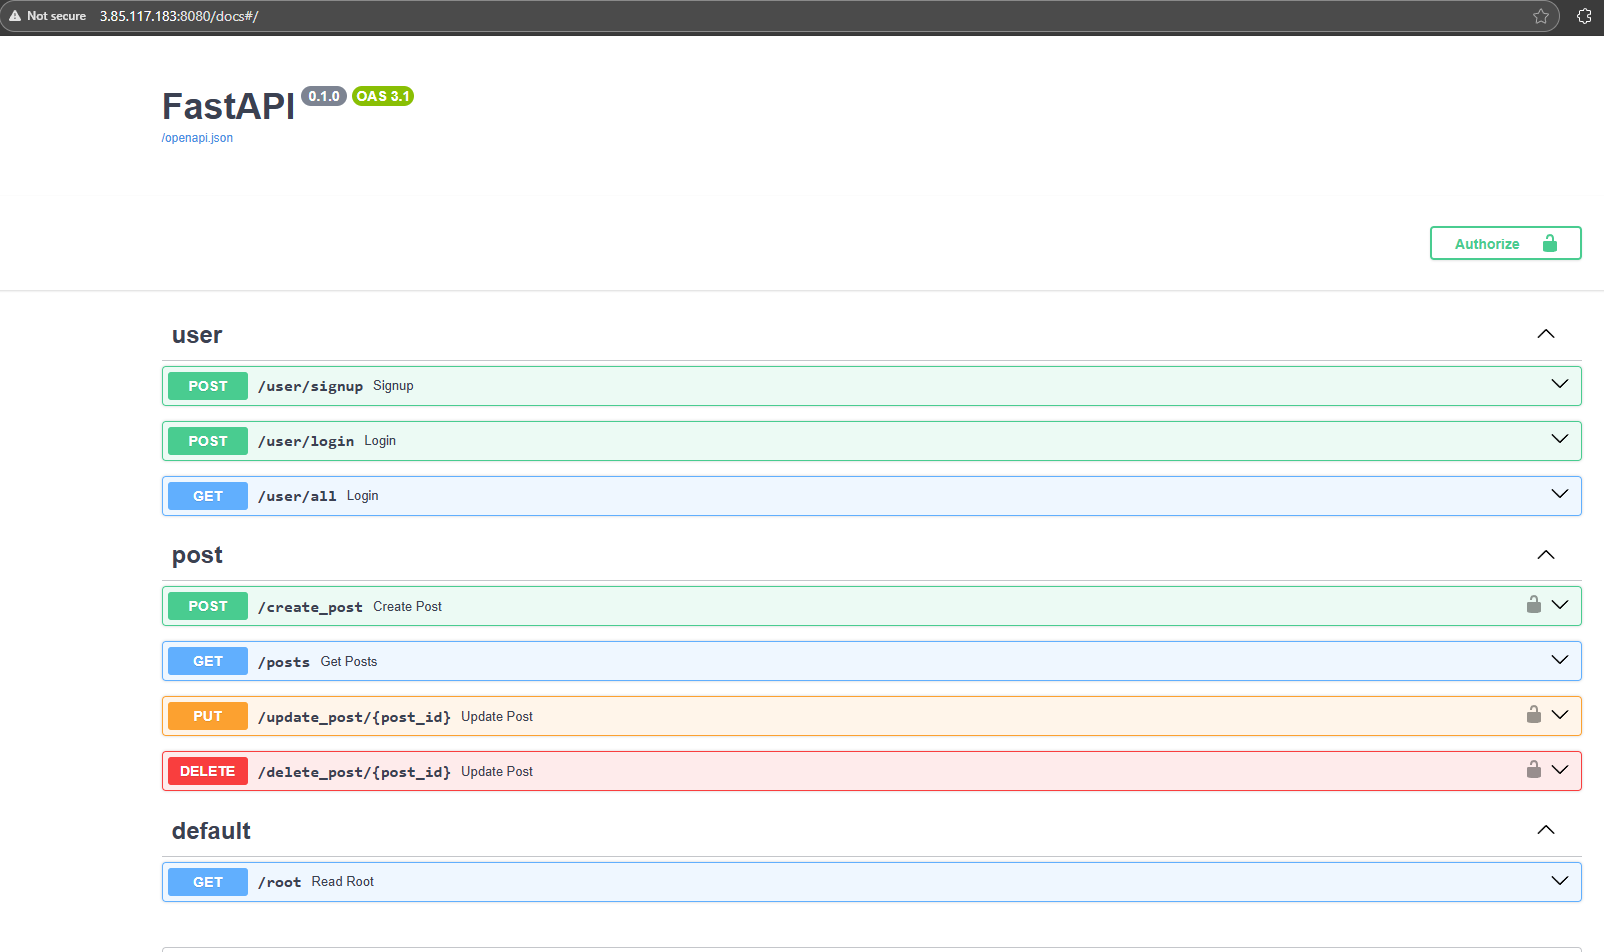 Not secure 3.85.117.183:8080/docs#/
FastAPI 0.1.0 OAS 3.1
/openapi.json
Authorize
user
POST /user/signup Signup
POST /user/login Login
GET /user/all Login
post
POST /create_post Create Post
GET /posts Get Posts
PUT /update_post/{post_id} Update Post
DELETE /delete_post/{post_id} Update Post
default
GET /root Read Root